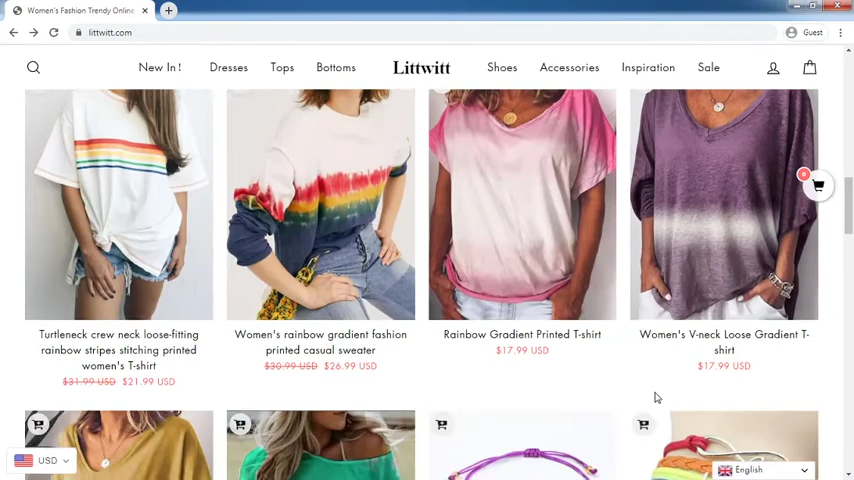 Women's Fashion Trendy Online
littwitt.com
Guest
New In!
Dresses
Tops
Bottoms
Littwitt
Shoes
Accessories
Inspiration
Sale
0
Turtleneck crew neck loose-fitting
rainbow stripes stitching printed
women's T-shirt
$31.99 USD $21.99 USD
Women's rainbow gradient fashion
printed casual sweater
$30.99 USD $26.99 USD
Rainbow Gradient Printed T-shirt
$17.99 USD
Women's V-neck Loose Gradient T-
shirt
$17.99 USD
USD
English